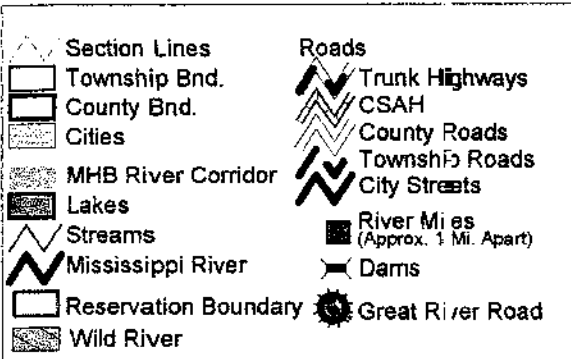 Section Lines
Township Bnd.
County Bnd.
Cities
MHB River Corridor
Lakes
Streams
Mississippi River
Reservation Boundary
Wild River
Roads
Trunk Highways
CSAH
County Roads
Township Roads
City Streets
River Miles
(Approx. 1 Mi. Apart)
Dams
Great River Road